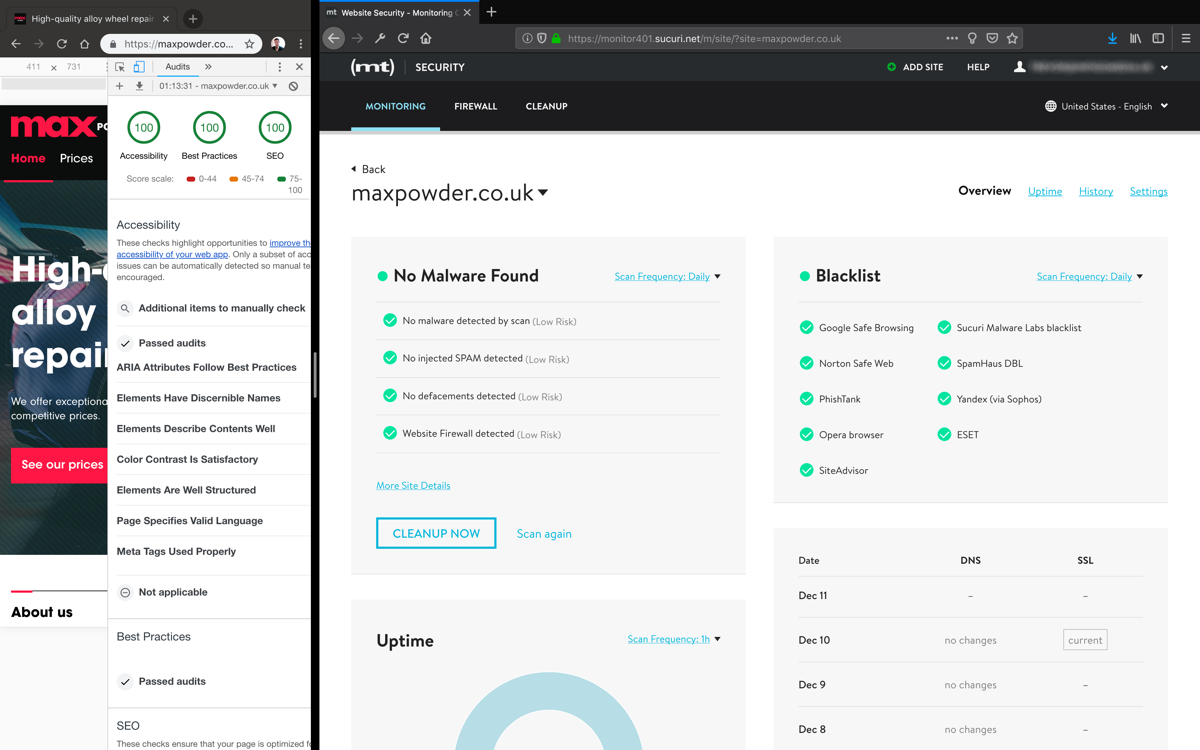 High-quality alloy wheel repair
https://maxpowder.co...
411 x 731
Audits
01:13:31 - maxpowder.co.uk
max PO
Home Prices
High-q
alloy
repair
We offer exceptiona
competitive prices.
See our prices
About us
100 100 100
Accessibility Best Practices SEO
Score scale: 0-44 45-74 75-
100
Accessibility
These checks highlight opportunities to improve th
accessibility of your web app. Only a subset of acc
issues can be automatically detected so manual te
encouraged.
Additional items to manually check
Passed audits
ARIA Attributes Follow Best Practices
Elements Have Discernible Names
Elements Describe Contents Well
Color Contrast Is Satisfactory
Elements Are Well Structured
Page Specifies Valid Language
Meta Tags Used Properly
Not applicable
Best Practices
Passed audits
SEO
These checks ensure that your page is optimized f
mt Website Security - Monitoring
https://monitor401.sucuri.net/m/site/?site=maxpowder.co.uk
(mt) SECURITY
ADD SITE HELP
MONITORING FIREWALL CLEANUP
United States - English
Back
maxpowder.co.uk
Overview Uptime History Settings
No Malware Found
Scan Frequency: Daily
No malware detected by scan (Low Risk)
No injected SPAM detected (Low Risk)
No defacements detected (Low Risk)
Website Firewall detected (Low Risk)
More Site Details
CLEANUP NOW Scan again
Uptime
Scan Frequency: 1h
Blacklist
Scan Frequency: Daily
Google Safe Browsing Sucuri Malware Labs blacklist
Norton Safe Web SpamHaus DBL
PhishTank Yandex (via Sophos)
Opera browser ESET
SiteAdvisor
Date DNS SSL
Dec 11 – –
Dec 10 no changes current
Dec 9 no changes –
Dec 8 no changes –